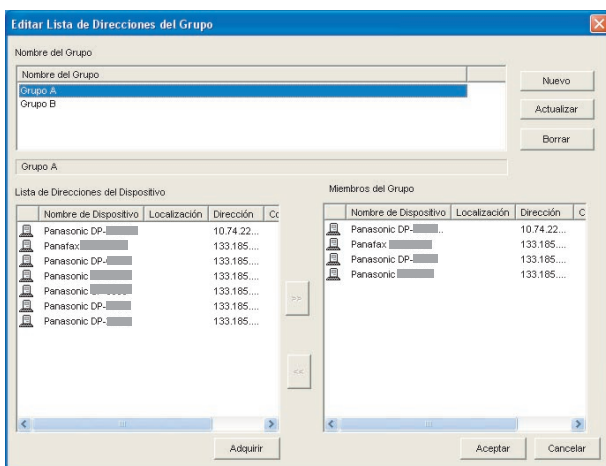 Editar Lista de Direcciones del Grupo
Nombre del Grupo
Nombre del Grupo
Grupo A
Grupo B
Nuevo
Actualizar
Borrar
Grupo A
Lista de Direcciones del Dispositivo
Nombre de Dispositivo Localización Dirección Cc
Panasonic DP- 10.74.22...
Panafax 133.185....
Panasonic DP- 133.185....
Panasonic 133.185....
Panasonic 133.185....
Panasonic DP- 133.185....
Panasonic DP- 133.185....
>>
<<
Adquirir
Miembros del Grupo
Nombre de Dispositivo Localización Dirección C
Panasonic DP- .. 10.74.22...
Panafax 133.185....
Panasonic DP- 133.185....
Panasonic 133.185....
Aceptar Cancelar